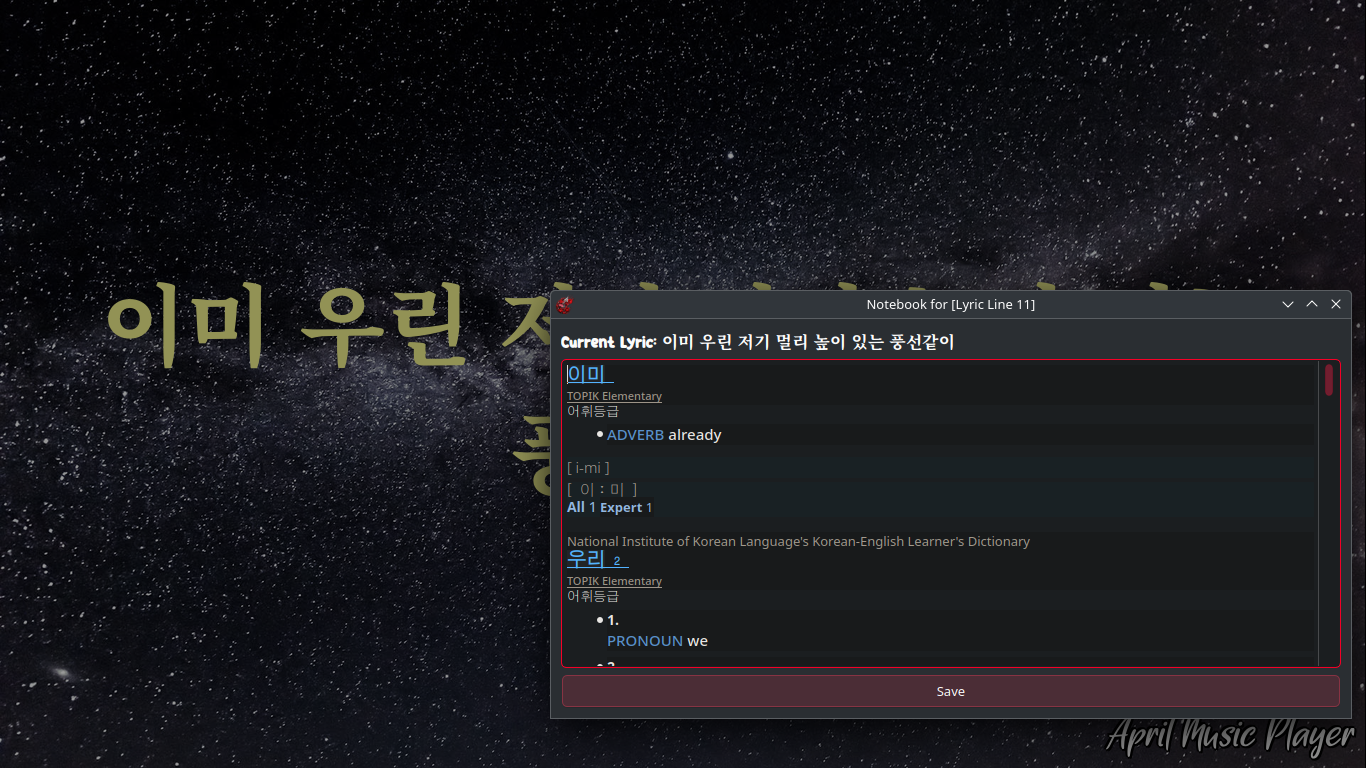 이미 우린
Notebook for [Lyric Line 11]
Current Lyric: 이미 우린 저기 멀리 높이 있는 풍선같이
이미
TOPIK Elementary
어휘등급
ADVERB already
[ i-mi ]
[ 이 : 미 ]
All 1 Expert 1
National Institute of Korean Language's Korean-English Learner's Dictionary
우리 2
TOPIK Elementary
어휘등급
1.
PRONOUN we
Save
April Music Player